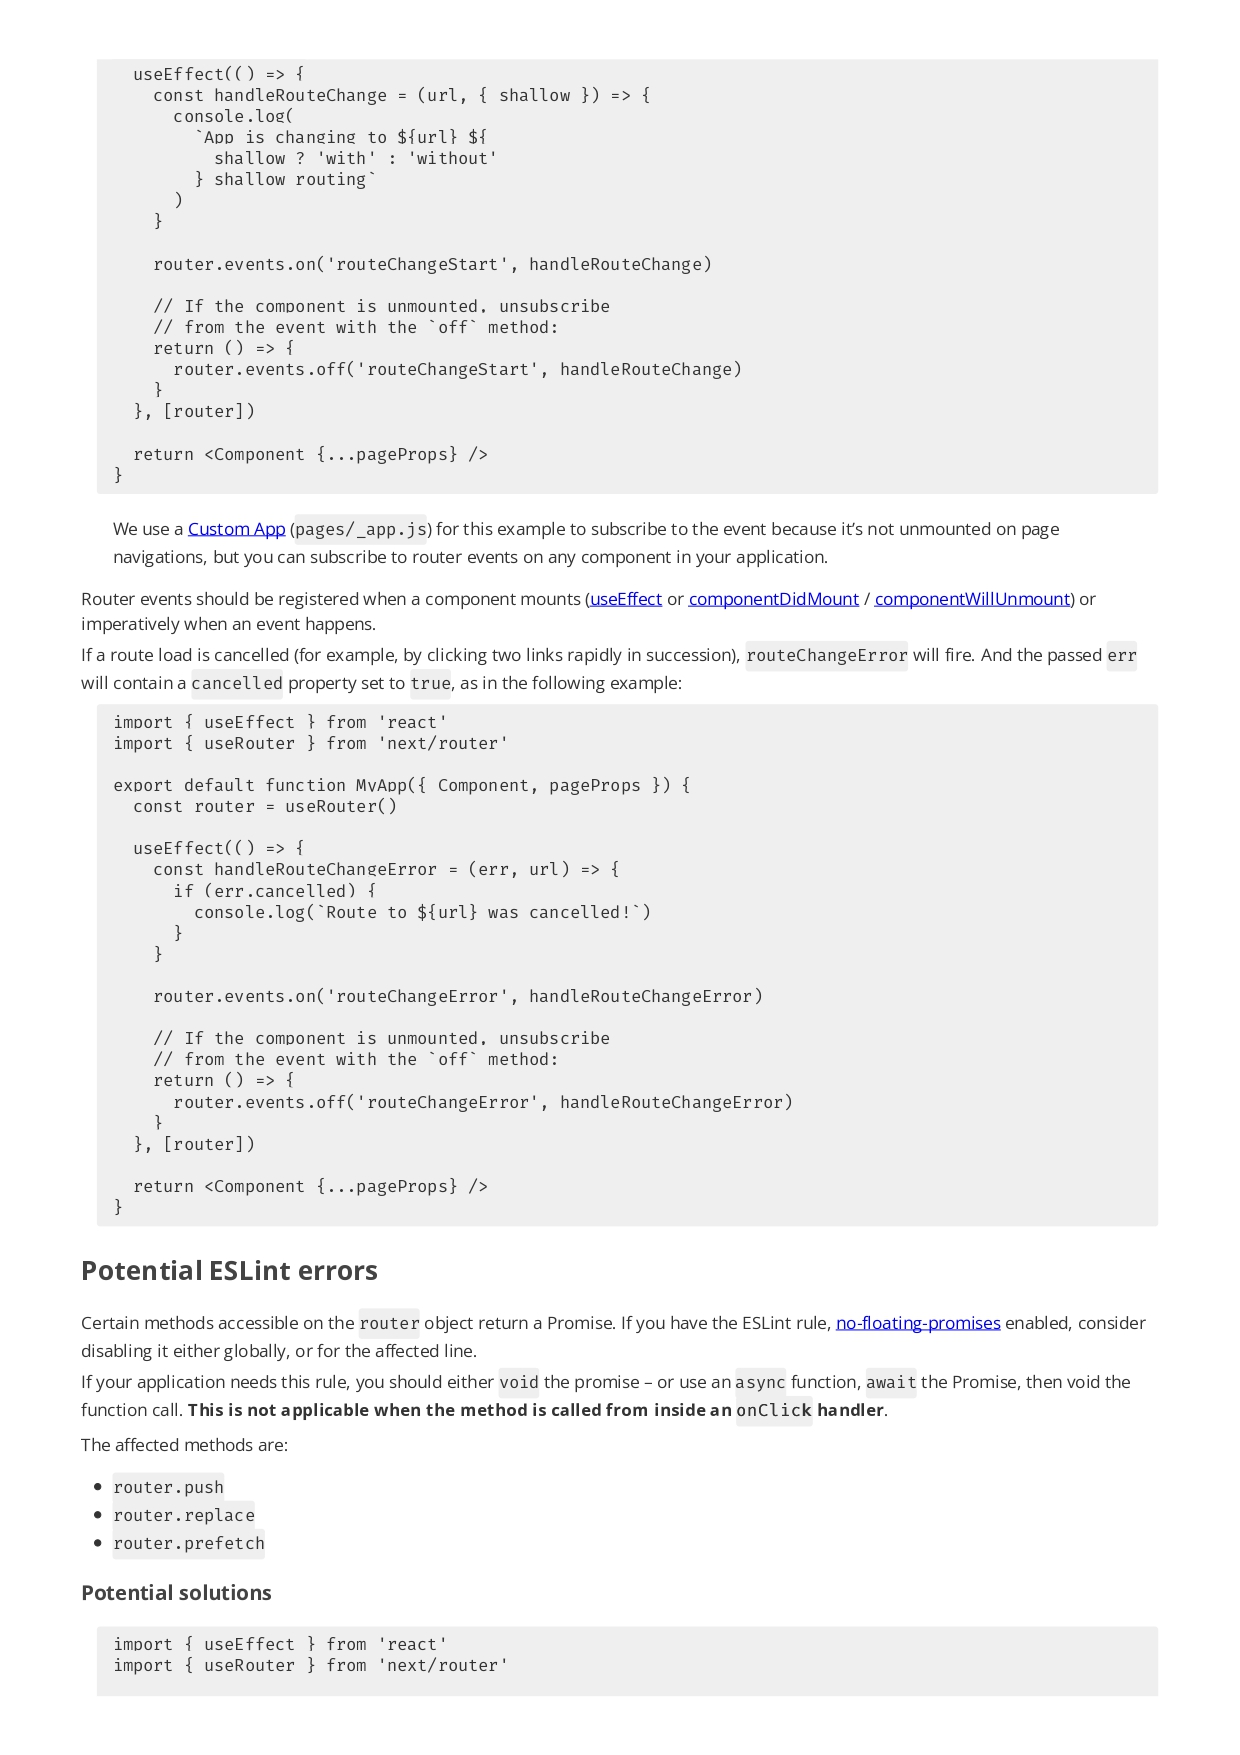 useEffect(() => {
    const handleRouteChange = (url, { shallow }) => {
      console.log(
        `App is changing to ${url} ${
          shallow ? 'with' : 'without'
        } shallow routing`
      )
    }

    router.events.on('routeChangeStart', handleRouteChange)

    // If the component is unmounted, unsubscribe
    // from the event with the `off` method:
    return () => {
      router.events.off('routeChangeStart', handleRouteChange)
    }
  }, [router])

  return <Component {...pageProps} />
}
We use a Custom App (pages/_app.js) for this example to subscribe to the event because it’s not unmounted on page
navigations, but you can subscribe to router events on any component in your application.
Router events should be registered when a component mounts (useEffect or componentDidMount / componentWillUnmount) or
imperatively when an event happens.
If a route load is cancelled (for example, by clicking two links rapidly in succession), routeChangeError will fire. And the passed err
will contain a cancelled property set to true, as in the following example:
import { useEffect } from 'react'
import { useRouter } from 'next/router'

export default function MyApp({ Component, pageProps }) {
  const router = useRouter()

  useEffect(() => {
    const handleRouteChangeError = (err, url) => {
      if (err.cancelled) {
        console.log(`Route to ${url} was cancelled!`)
      }
    }

    router.events.on('routeChangeError', handleRouteChangeError)

    // If the component is unmounted, unsubscribe
    // from the event with the `off` method:
    return () => {
      router.events.off('routeChangeError', handleRouteChangeError)
    }
  }, [router])

  return <Component {...pageProps} />
}
Potential ESLint errors
Certain methods accessible on the router object return a Promise. If you have the ESLint rule, no-floating-promises enabled, consider
disabling it either globally, or for the affected line.
If your application needs this rule, you should either void the promise – or use an async function, await the Promise, then void the
function call. This is not applicable when the method is called from inside an onClick handler.
The affected methods are:
• router.push
• router.replace
• router.prefetch
Potential solutions
import { useEffect } from 'react'
import { useRouter } from 'next/router'